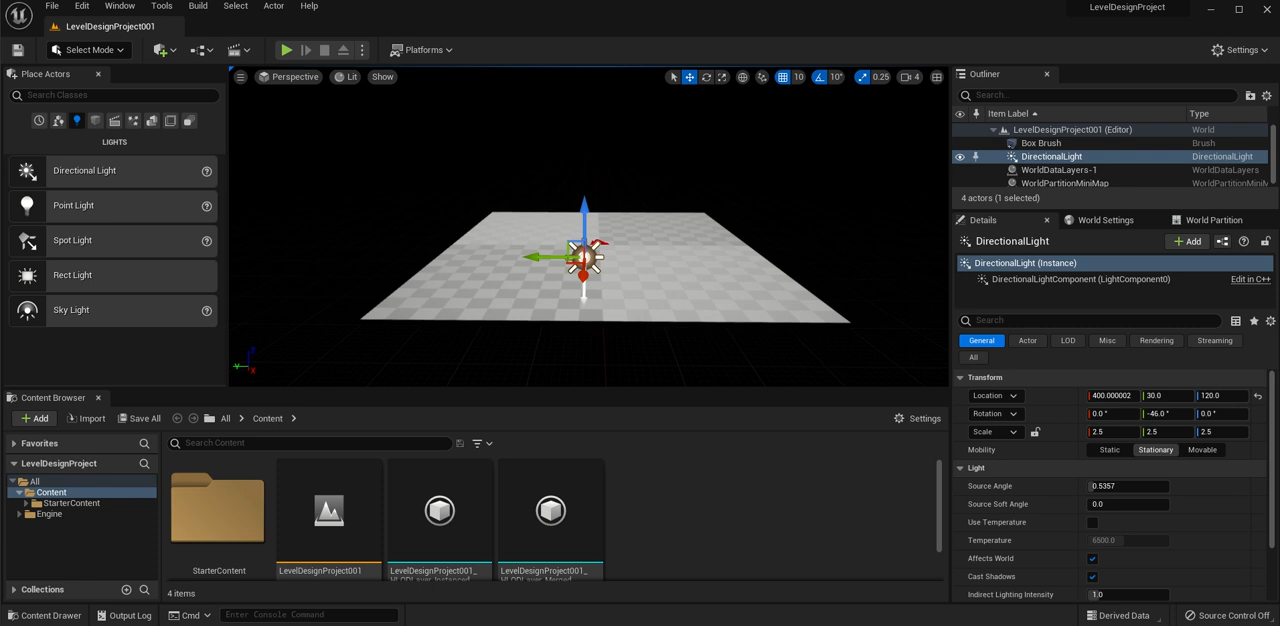 File Edit Window Tools Build Select Actor Help
LevelDesignProject
LevelDesignProject001
Select Mode
Platforms
Settings
Place Actors
Search Classes
LIGHTS
Directional Light
Point Light
Spot Light
Rect Light
Sky Light
Perspective Lit Show
10 10° 0.25 4
Z
Y
X
Outliner
Search...
Item Label Type
LevelDesignProject001 (Editor) World
Box Brush Brush
DirectionalLight DirectionalLight
WorldDataLayers-1 WorldDataLayers
WorldPartitionMiniMap
4 actors (1 selected)
Details World Settings World Partition
DirectionalLight
Add
DirectionalLight (Instance)
DirectionalLightComponent (LightComponent0) Edit in C++
Search
General Actor LOD Misc Rendering Streaming
All
Transform
Location 400.000002 30.0 120.0
Rotation 0.0° -46.0° 0.0°
Scale 2.5 2.5 2.5
Mobility Static Stationary Movable
Light
Source Angle 0.5357
Source Soft Angle 0.0
Use Temperature
Temperature 6500.0
Affects World
Cast Shadows
Indirect Lighting Intensity 1.0
Content Browser
Add Import Save All All Content Settings
Favorites
LevelDesignProject
All
Content
StarterContent
Engine
Collections
Search Content
StarterContent
LevelDesignProject001
LevelDesignProject001_
HLODLayer_Instanced
LevelDesignProject001_
HLODLayer_Merged
4 items
Content Drawer Output Log Cmd Enter Console Command Derived Data Source Control Off